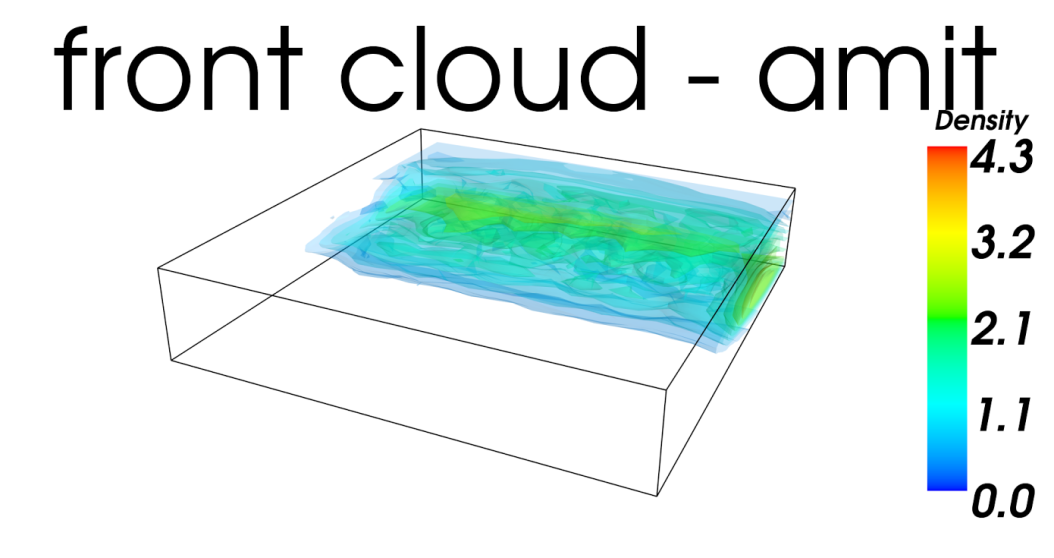 front cloud - amit
Density
4.3
3.2
2.1
1.1
0.0